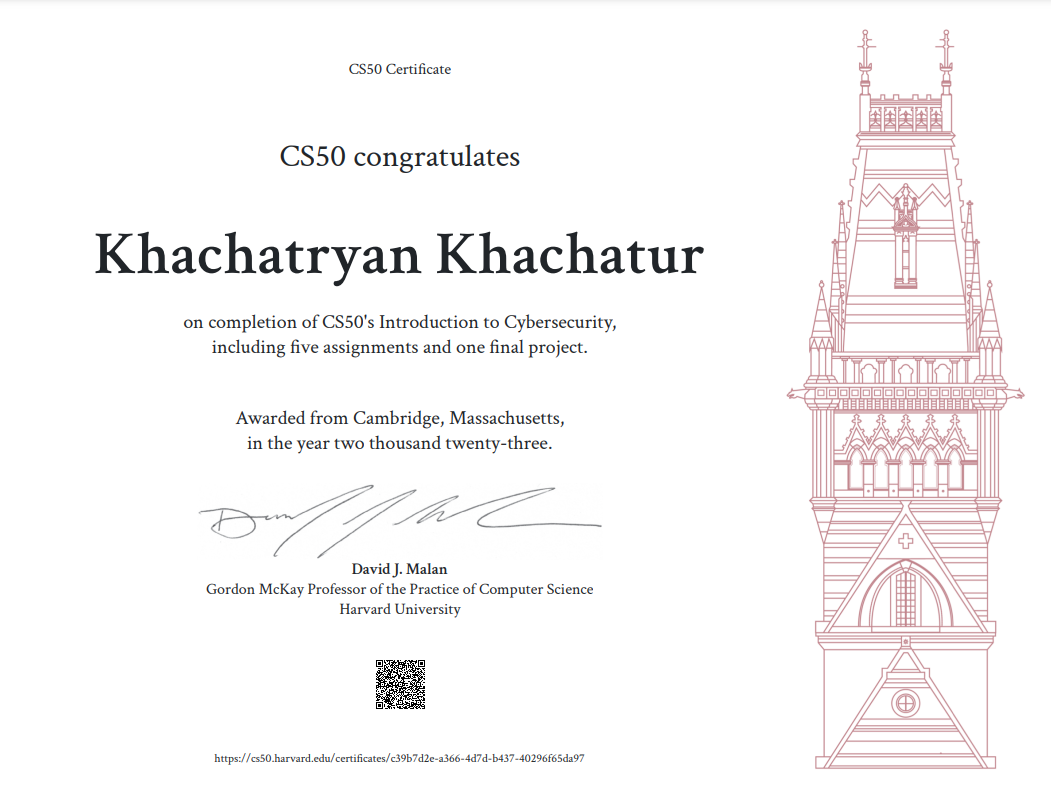 CS50 Certificate
CS50 congratulates
Khachatryan Khachatur
on completion of CS50's Introduction to Cybersecurity,
including five assignments and one final project.
Awarded from Cambridge, Massachusetts,
in the year two thousand twenty-three.
David J. Malan
Gordon McKay Professor of the Practice of Computer Science
Harvard University
https://cs50.harvard.edu/certificates/c39b7d2e-a366-4d7d-b437-40296f65da97